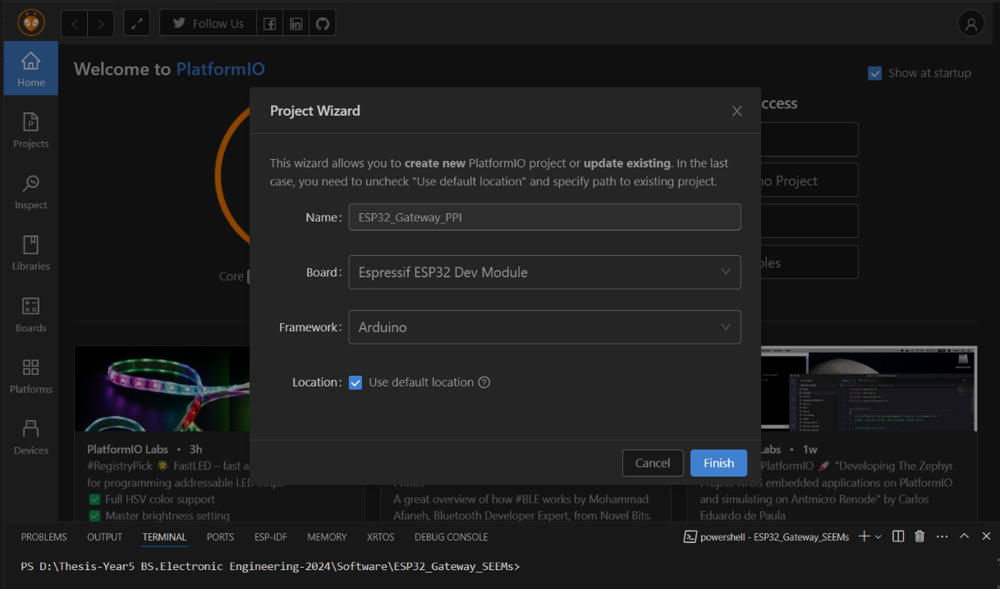 Follow Us
Home
Projects
Inspect
Libraries
Boards
Platforms
Devices
Welcome to PlatformIO
Show at startup
ccess
no Project
ples
Core
Project Wizard
This wizard allows you to create new PlatformIO project or update existing. In the last
case, you need to uncheck "Use default location" and specify path to existing project.
Name:
ESP32_Gateway_PPI
Board:
Espressif ESP32 Dev Module
Framework:
Arduino
Location:
Use default location
Cancel
Finish
PlatformIO Labs • 3h
#RegistryPick 🌟 FastLED – fast a
for programming addressable LED strips
✅ Full HSV color support
✅ Master brightness setting
Primer
A great overview of how #BLE works by Mohammad
Afaneh, Bluetooth Developer Expert, from Novel Bits.
Labs • 1w
PlatformIO 🚀 "Developing The Zephyr
Project RTOS embedded applications on PlatformIO
and simulating on Antmicro Renode" by Carlos
Eduardo de Paula
PROBLEMS OUTPUT TERMINAL PORTS ESP-IDF MEMORY XRTOS DEBUG CONSOLE
powershell - ESP32_Gateway_SEEMs
PS D:\Thesis-Year5 BS.Electronic Engineering-2024\Software\ESP32_Gateway_SEEMs>